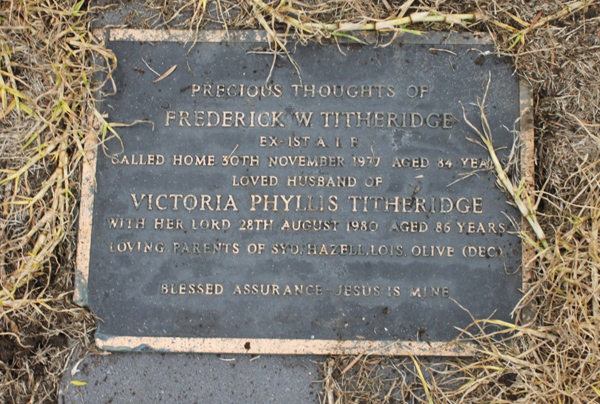 PRECIOUS THOUGHTS OF
FREDERICK W. TITHERIDGE
EX-1ST A. I. F.
CALLED HOME 30TH NOVEMBER 1977 AGED 84 YEARS
LOVED HUSBAND OF
VICTORIA PHYLLIS TITHERIDGE
WITH HER LORD 28TH AUGUST 1980 AGED 86 YEARS
LOVING PARENTS OF SYD, HAZEL, LOIS, OLIVE (DEC)
BLESSED ASSURANCE - JESUS IS MINE